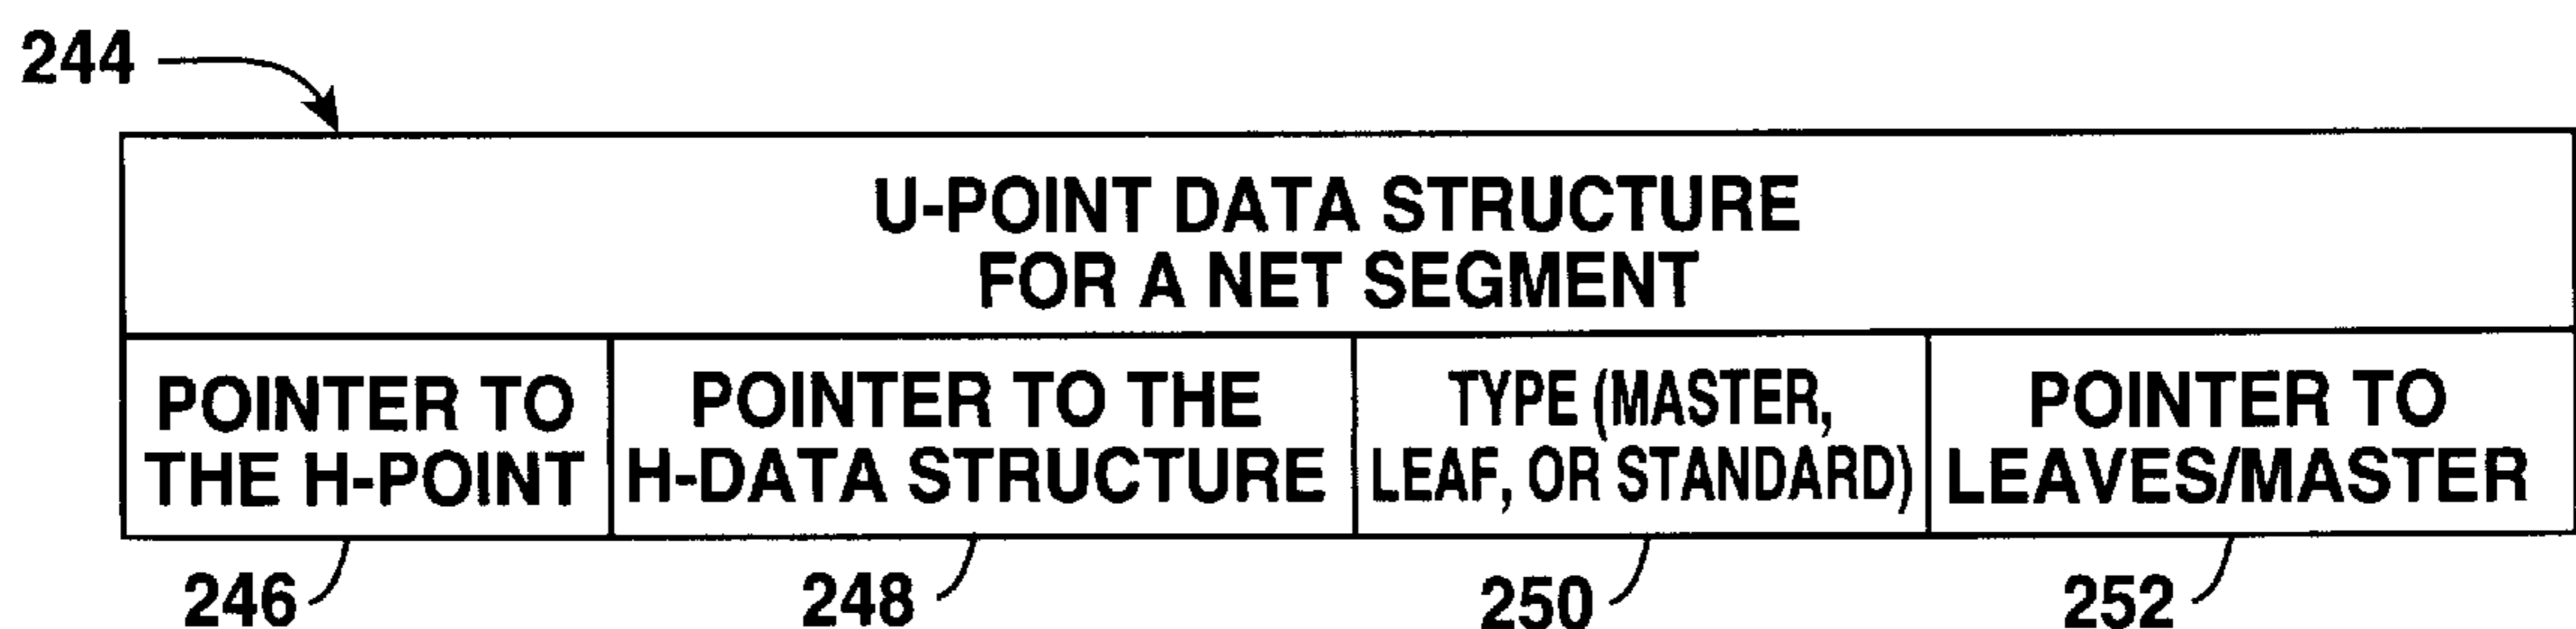 244
U-POINT DATA STRUCTURE
FOR A NET SEGMENT
POINTER TO
THE H-POINT
POINTER TO THE
H-DATA STRUCTURE
TYPE (MASTER,
LEAF, OR STANDARD)
POINTER TO
LEAVES/MASTER
246
248
250
252